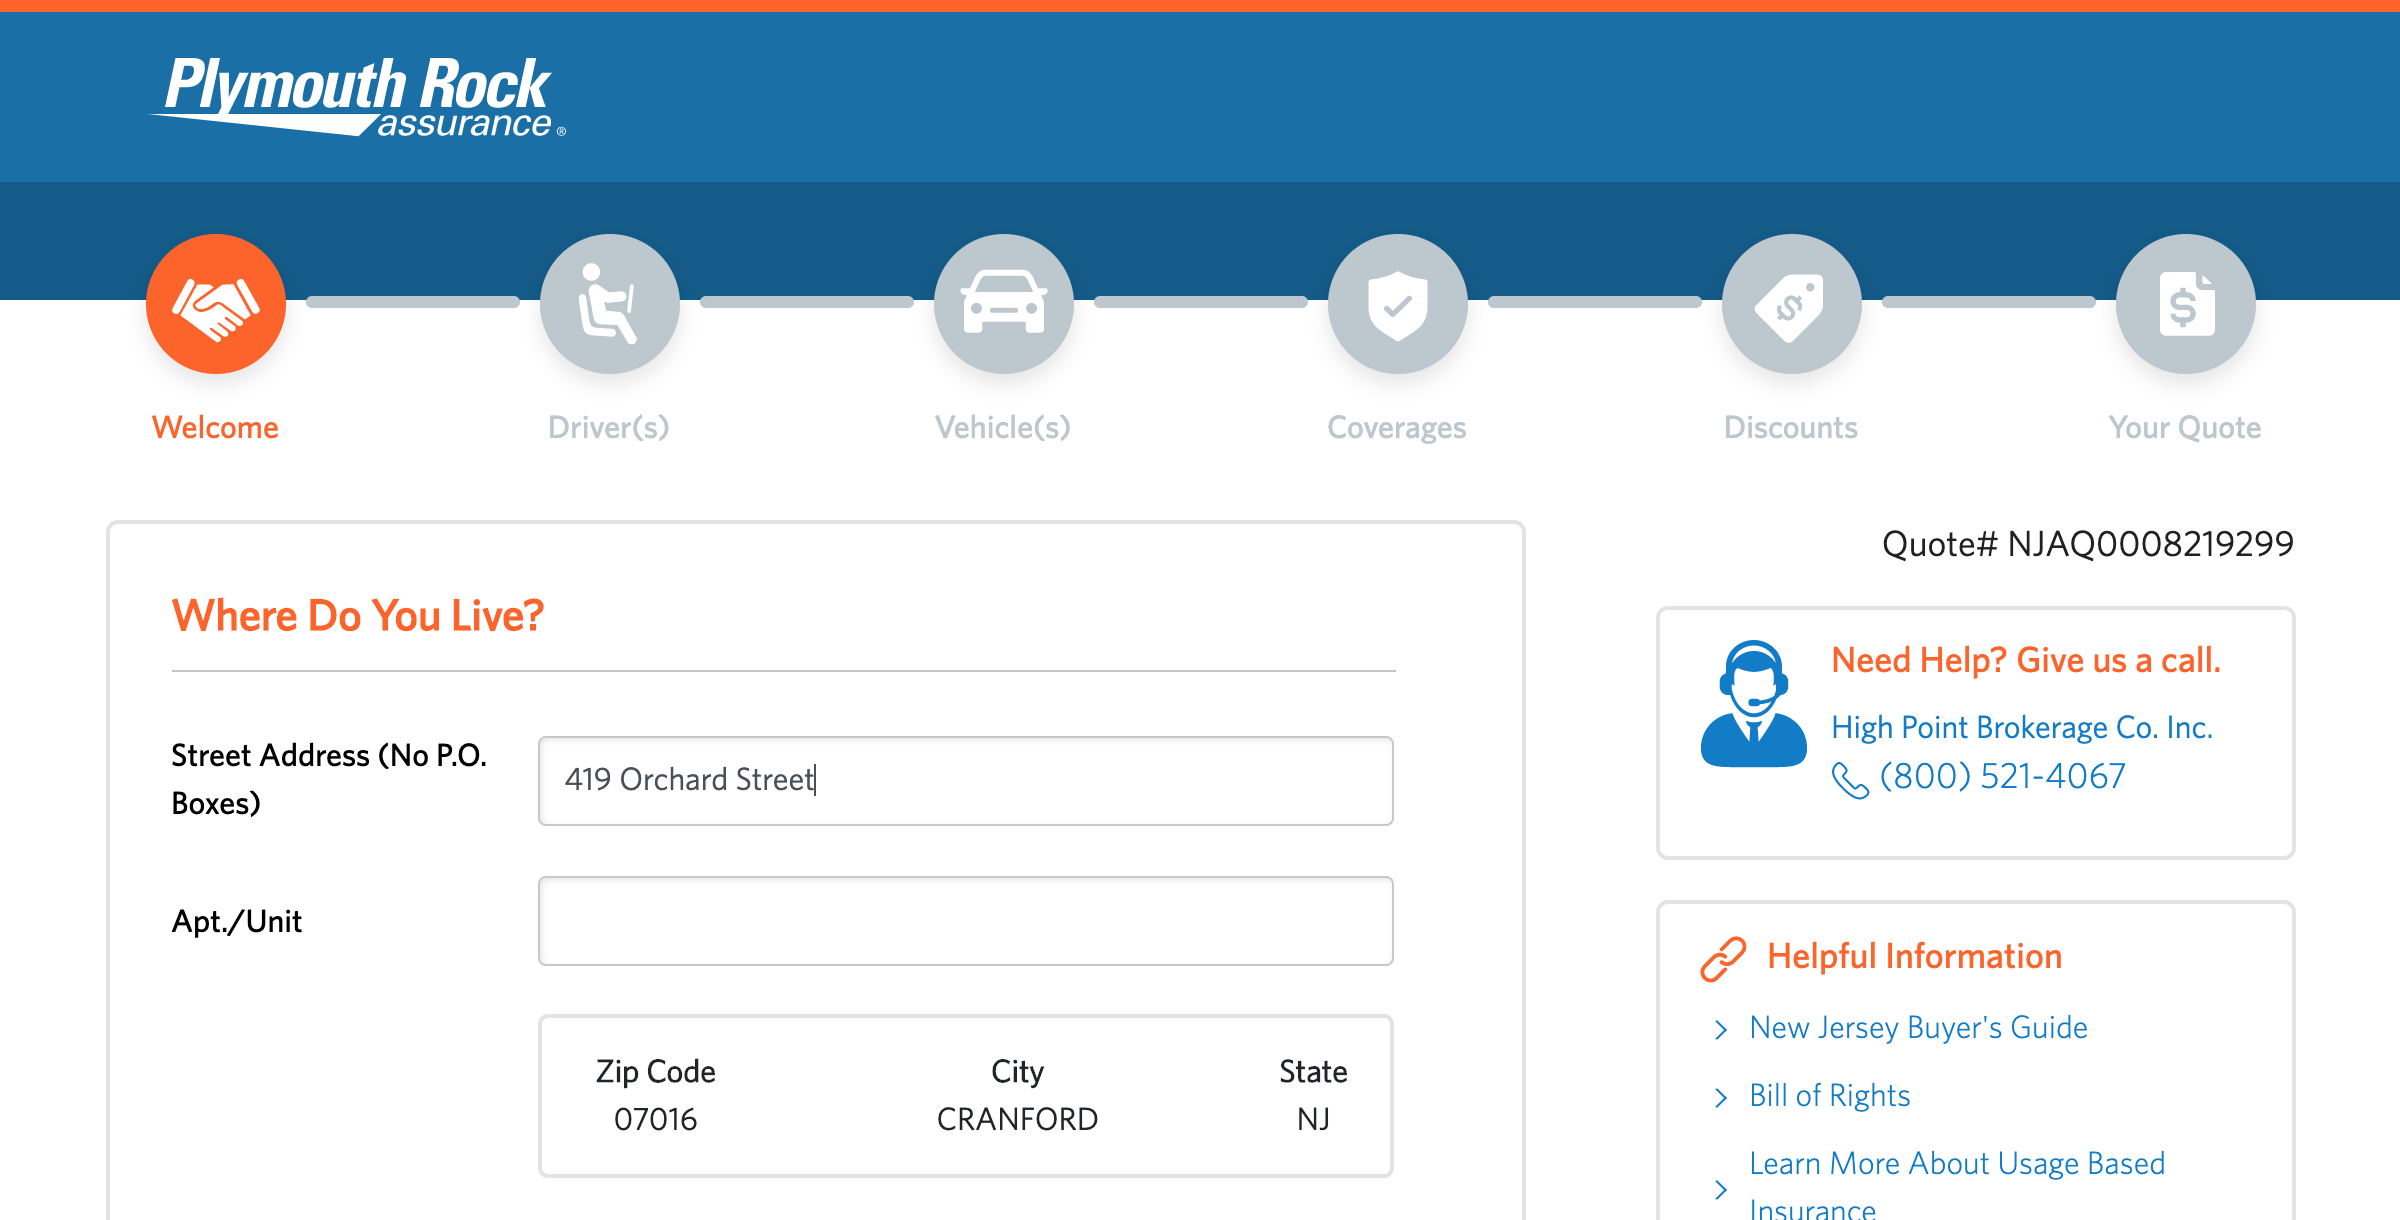 Plymouth Rock
assurance®
Welcome
Driver(s)
Vehicle(s)
Coverages
Discounts
Your Quote
Quote# NJAQ0008219299
Where Do You Live?
Street Address (No P.O.
Boxes)
419 Orchard Street
Apt./Unit
Zip Code
07016
City
CRANFORD
State
NJ
Need Help? Give us a call.
High Point Brokerage Co. Inc.
(800) 521-4067
Helpful Information
New Jersey Buyer's Guide
Bill of Rights
Learn More About Usage Based
Insurance